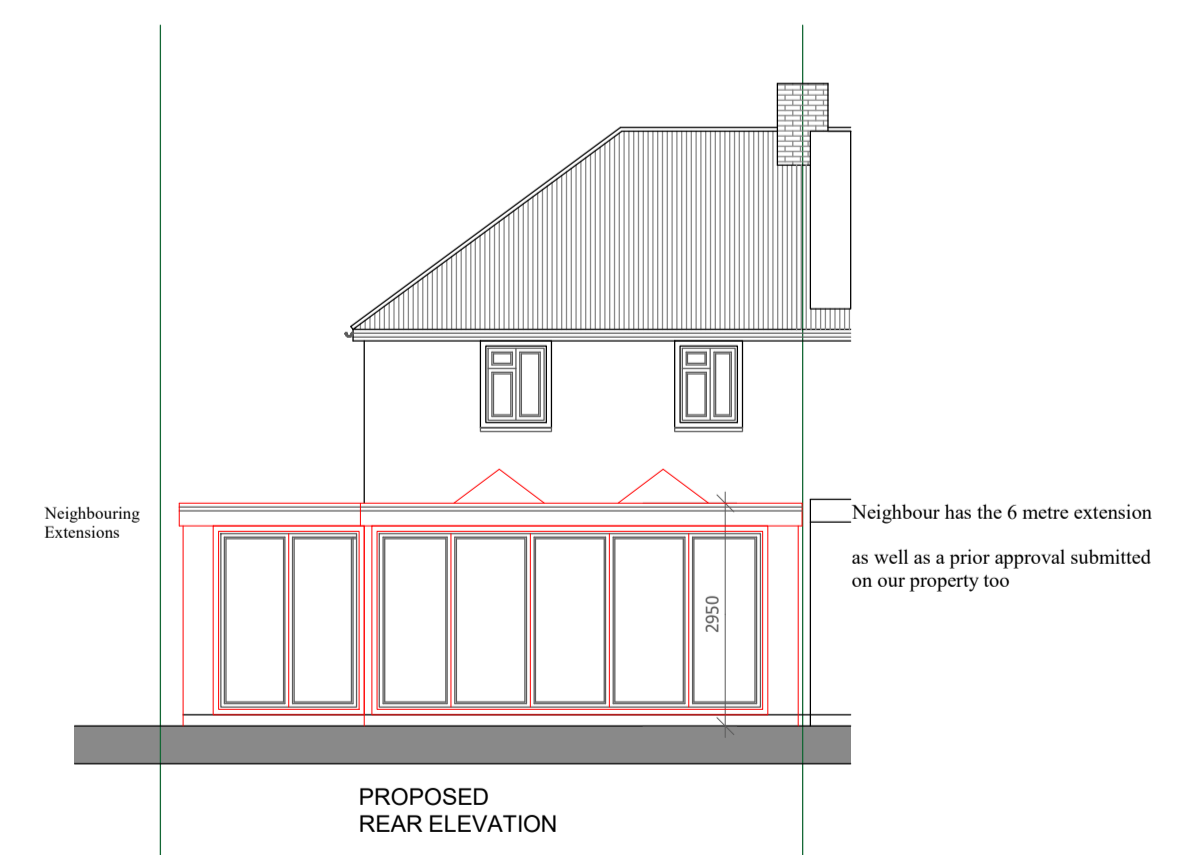 Neighbouring
Extensions
Neighbour has the 6 metre extension
as well as a prior approval submitted
on our property too
2950
PROPOSED
REAR ELEVATION